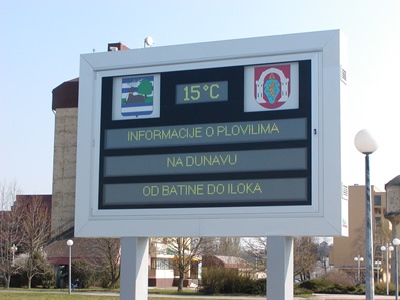 15°C
INFORMACIJE O PLOVILIMA
NA DUNAVU
OD BATINE DO ILOKA